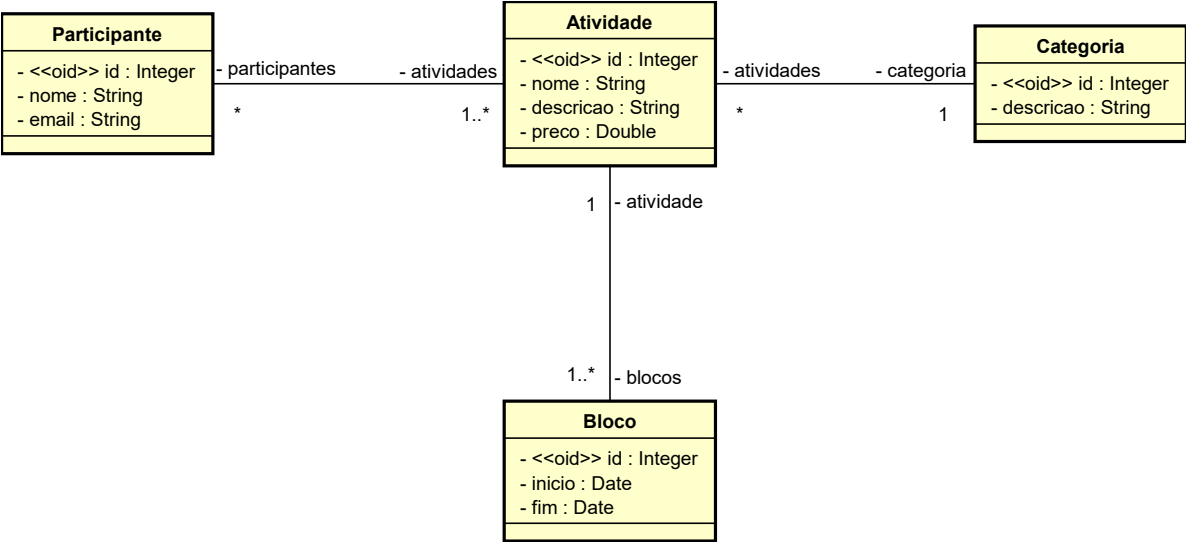 Participante
- <<oid>> id : Integer
- nome : String
- email : String
- participantes
*
- atividades
1..*
Atividade
- <<oid>> id : Integer
- nome : String
- descricao : String
- preco : Double
- atividades
*
- categoria
1
Categoria
- <<oid>> id : Integer
- descricao : String
1
- atividade
1..*
- blocos
Bloco
- <<oid>> id : Integer
- inicio : Date
- fim : Date